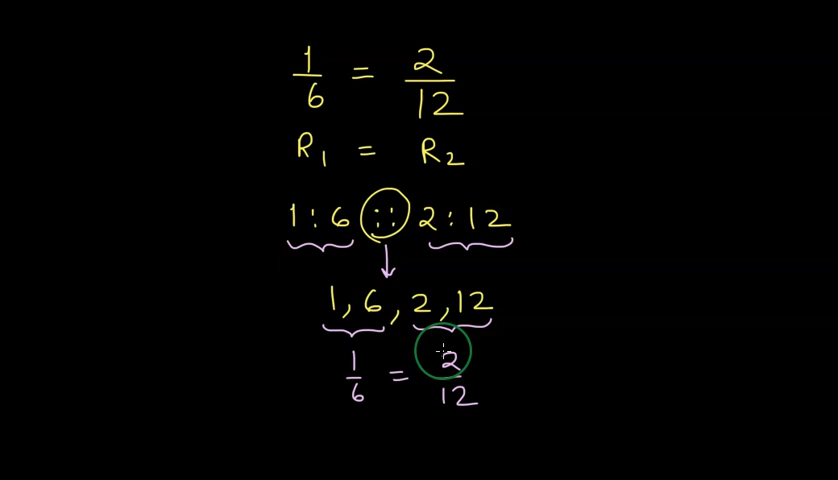 1/6 = 2/12
R₁ = R₂
1:6 :: 2:12
1, 6, 2, 12
1/6 = 2/12